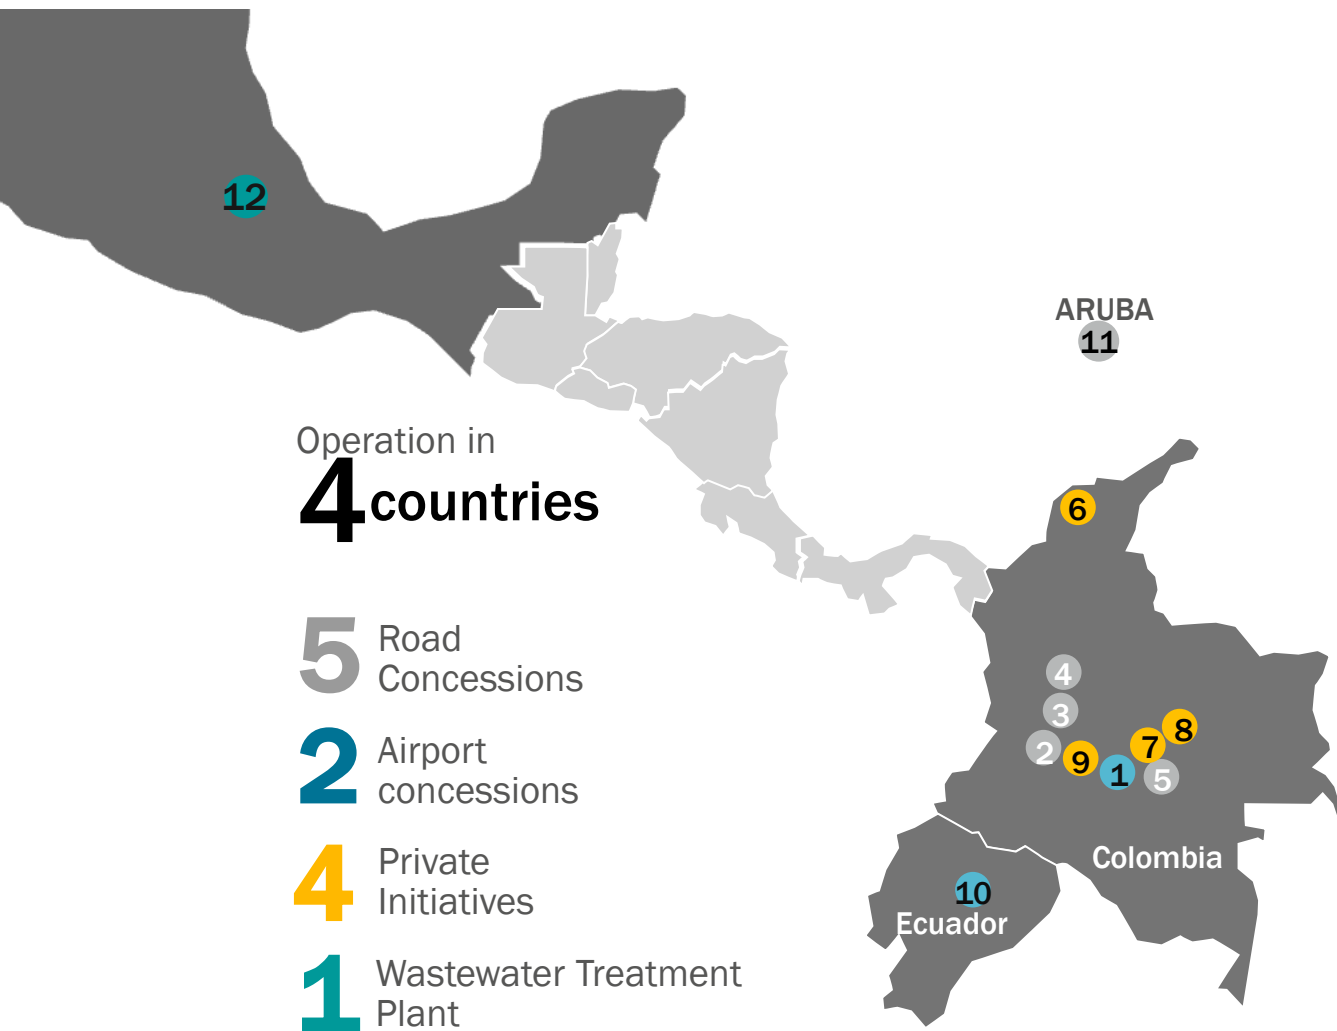 12
ARUBA
11
Operation in
4 countries
6
5 Road
Concessions
4
3
2
9
1
7
8
5
2 Airport
concessions
4 Private
Initiatives
Colombia
10
Ecuador
1 Wastewater Treatment
Plant